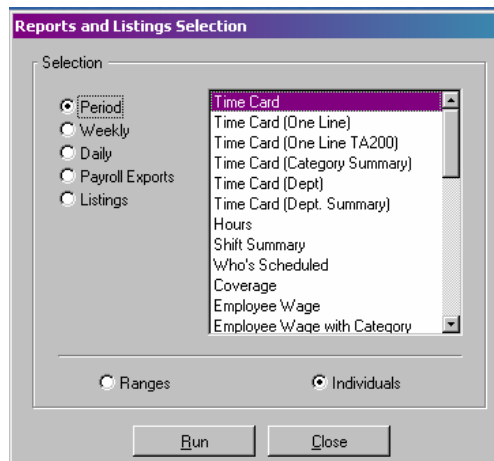 Reports and Listings Selection
Selection
Period
Weekly
Daily
Payroll Exports
Listings
Time Card
Time Card (One Line)
Time Card (One Line TA200)
Time Card (Category Summary)
Time Card (Dept)
Time Card (Dept. Summary)
Hours
Shift Summary
Who's Scheduled
Coverage
Employee Wage
Employee Wage with Category
Ranges
Individuals
Run
Close